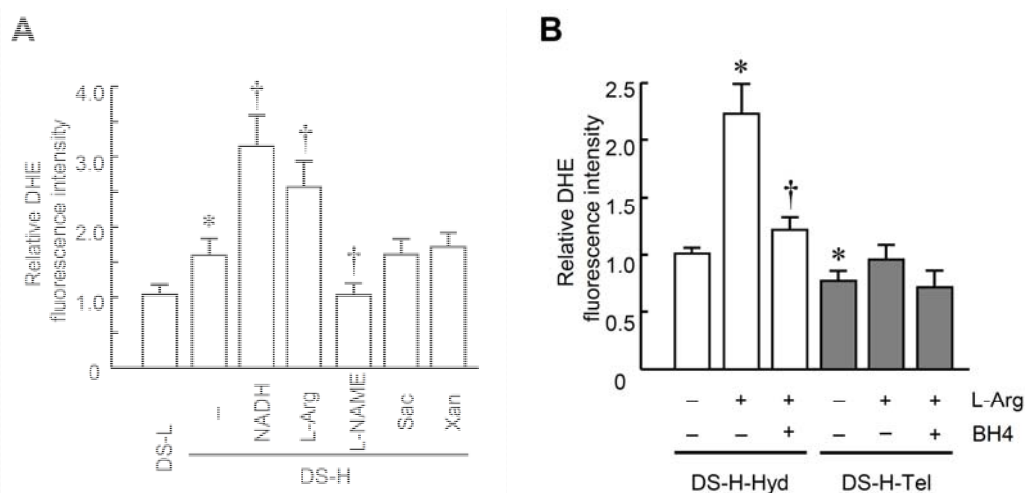 A
Relative DHE
fluorescence intensity
4.0
3.0
2.0
1.0
0
*
†
†
†
DS-L
–
NADH
L-Arg
L-NAME
Sac
Xan
DS-H
B
Relative DHE
fluorescence intensity
2.5
2.0
1.5
1.0
0.5
0
*
†
*
– + + – + + L-Arg
– – + – – + BH4
DS-H-Hyd DS-H-Tel